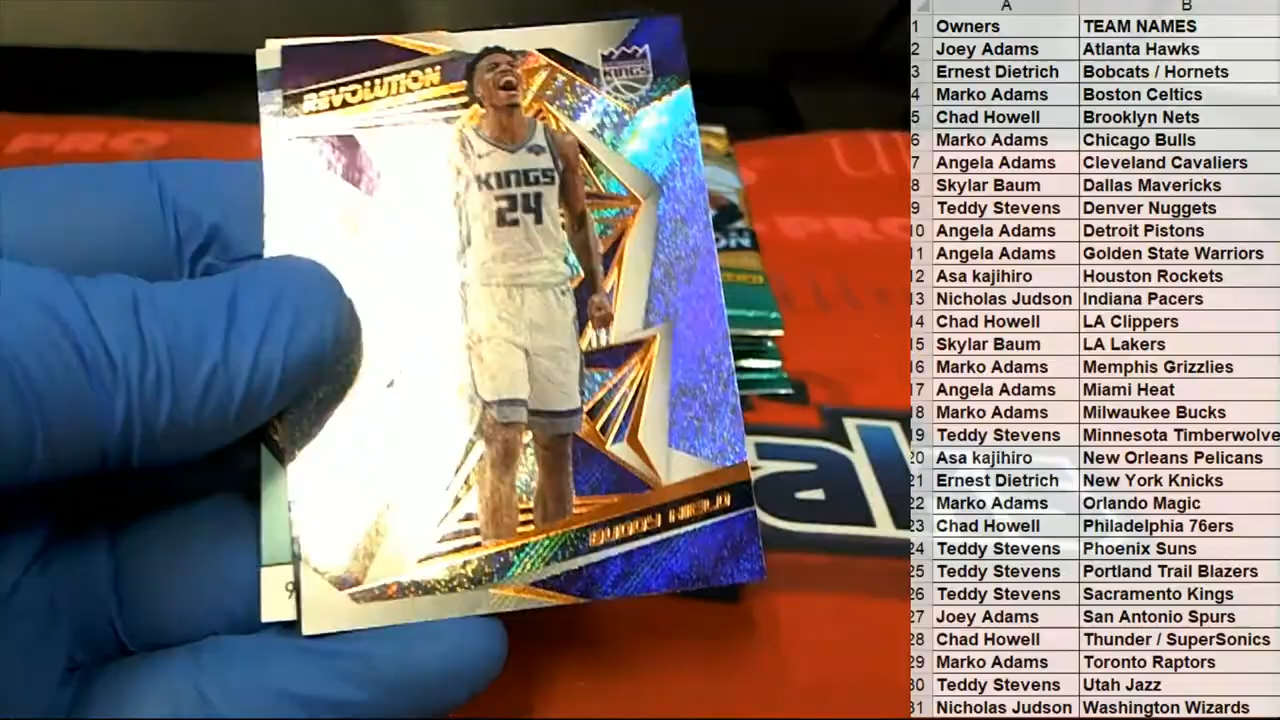 REVOLUTION
KINGS
KINGS
24
BUDDY HIELD
PRO
A B
1 Owners TEAM NAMES
2 Joey Adams Atlanta Hawks
3 Ernest Dietrich Bobcats / Hornets
4 Marko Adams Boston Celtics
5 Chad Howell Brooklyn Nets
6 Marko Adams Chicago Bulls
7 Angela Adams Cleveland Cavaliers
8 Skylar Baum Dallas Mavericks
9 Teddy Stevens Denver Nuggets
10 Angela Adams Detroit Pistons
11 Angela Adams Golden State Warriors
12 Asa kajihiro Houston Rockets
13 Nicholas Judson Indiana Pacers
14 Chad Howell LA Clippers
15 Skylar Baum LA Lakers
16 Marko Adams Memphis Grizzlies
17 Angela Adams Miami Heat
18 Marko Adams Milwaukee Bucks
19 Teddy Stevens Minnesota Timberwolve
20 Asa kajihiro New Orleans Pelicans
21 Ernest Dietrich New York Knicks
22 Marko Adams Orlando Magic
23 Chad Howell Philadelphia 76ers
24 Teddy Stevens Phoenix Suns
25 Teddy Stevens Portland Trail Blazers
26 Teddy Stevens Sacramento Kings
27 Joey Adams San Antonio Spurs
28 Chad Howell Thunder / SuperSonics
29 Marko Adams Toronto Raptors
30 Teddy Stevens Utah Jazz
31 Nicholas Judson Washington Wizards